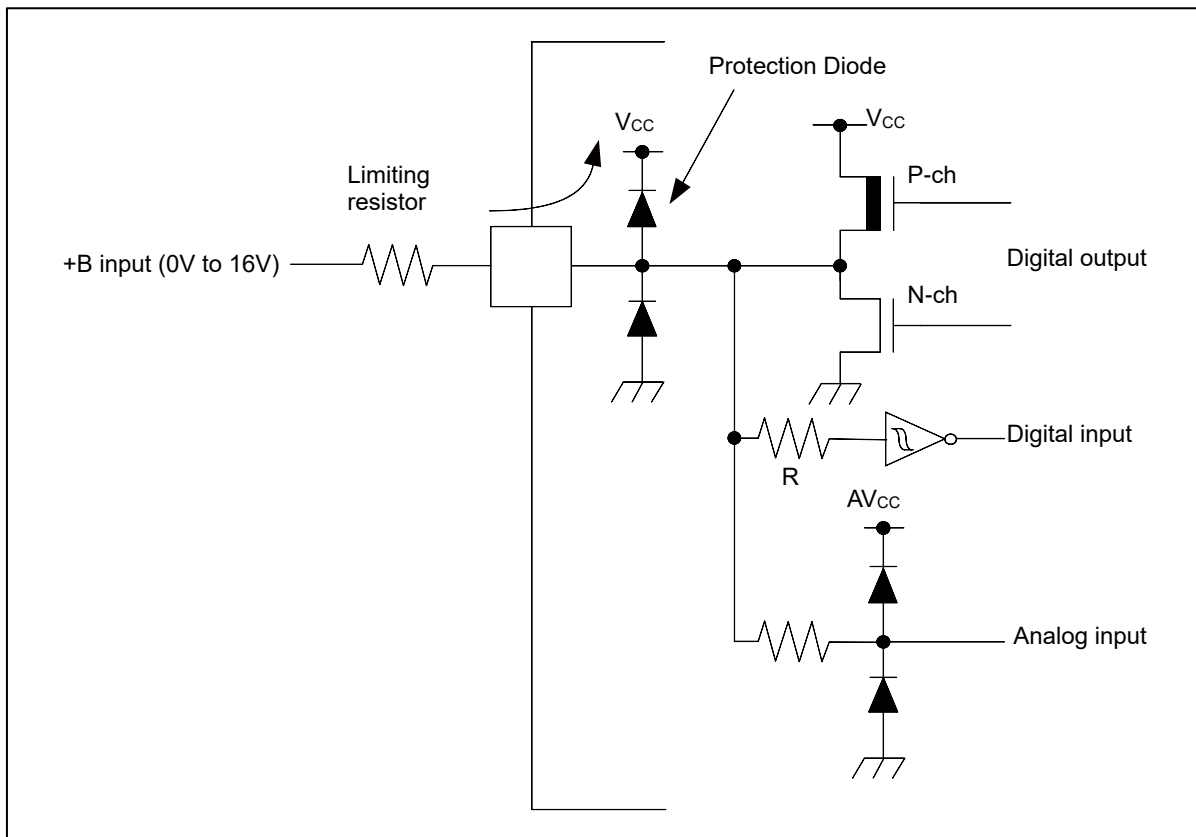 Protection Diode
VCC
VCC
P-ch
Limiting
resistor
+B input (0V to 16V)
Digital output
N-ch
Digital input
R
AVCC
Analog input